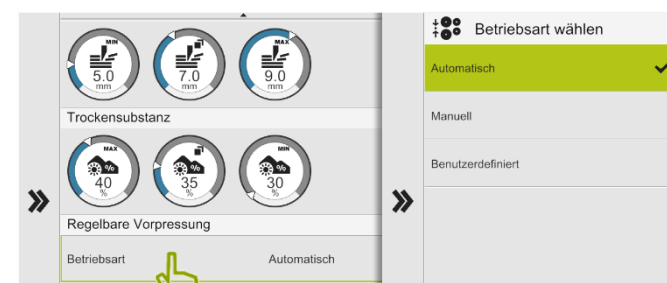 MIN
MAX
5.0
7.0
9.0
mm
mm
mm
Trockensubstanz
MAX
MIN
%
%
%
40
35
30
%
%
%
Regelbare Vorpressung
Betriebsart
Automatisch
Betriebsart wählen
Automatisch
Manuell
Benutzerdefiniert